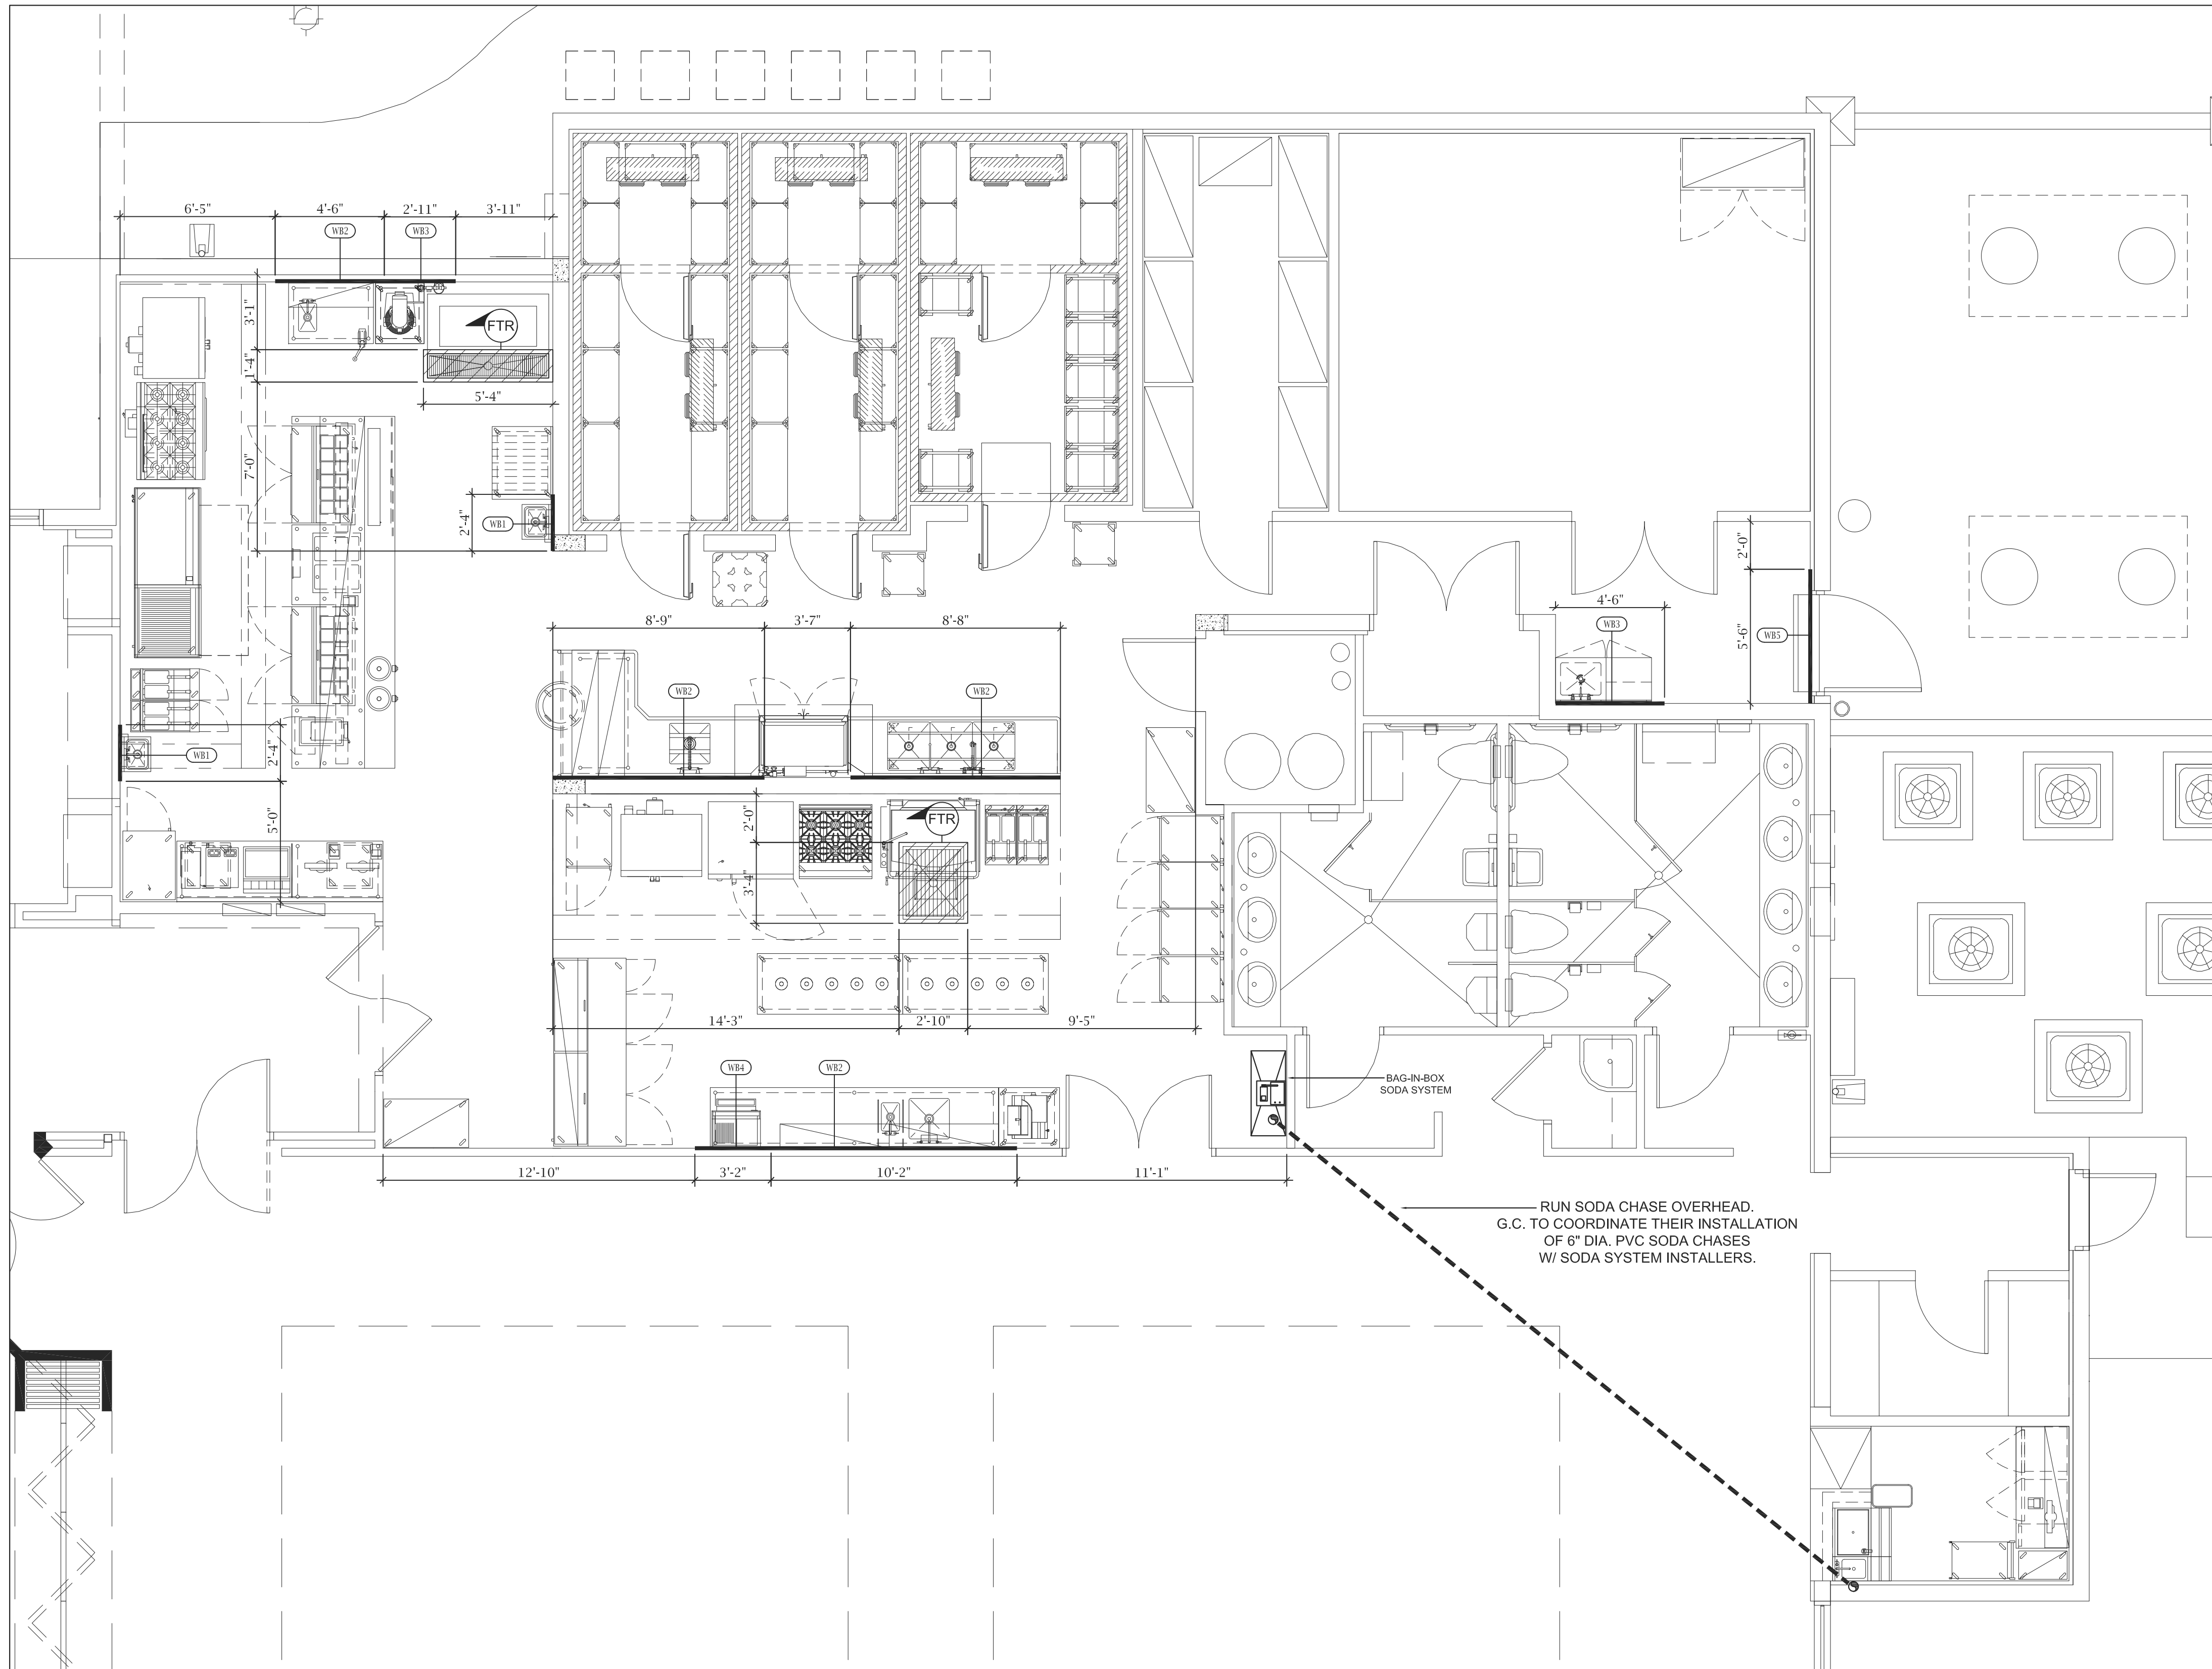 6'-5"
4'-6"
2'-11"
3'-11"
WB2
WB3
3'-1"
FTR
1'-4"
5'-4"
7'-0"
2'-4"
WB1
2'-0"
8'-9"
3'-7"
8'-8"
4'-6"
WB3
5'-6"
WB5
WB2
WB2
WB1
2'-4"
5'-0"
2'-0"
FTR
3'-4"
14'-3"
2'-10"
9'-5"
WB4
WB2
BAG-IN-BOX
SODA SYSTEM
12'-10"
3'-2"
10'-2"
11'-1"
RUN SODA CHASE OVERHEAD.
G.C. TO COORDINATE THEIR INSTALLATION
OF 6" DIA. PVC SODA CHASES
W/ SODA SYSTEM INSTALLERS.